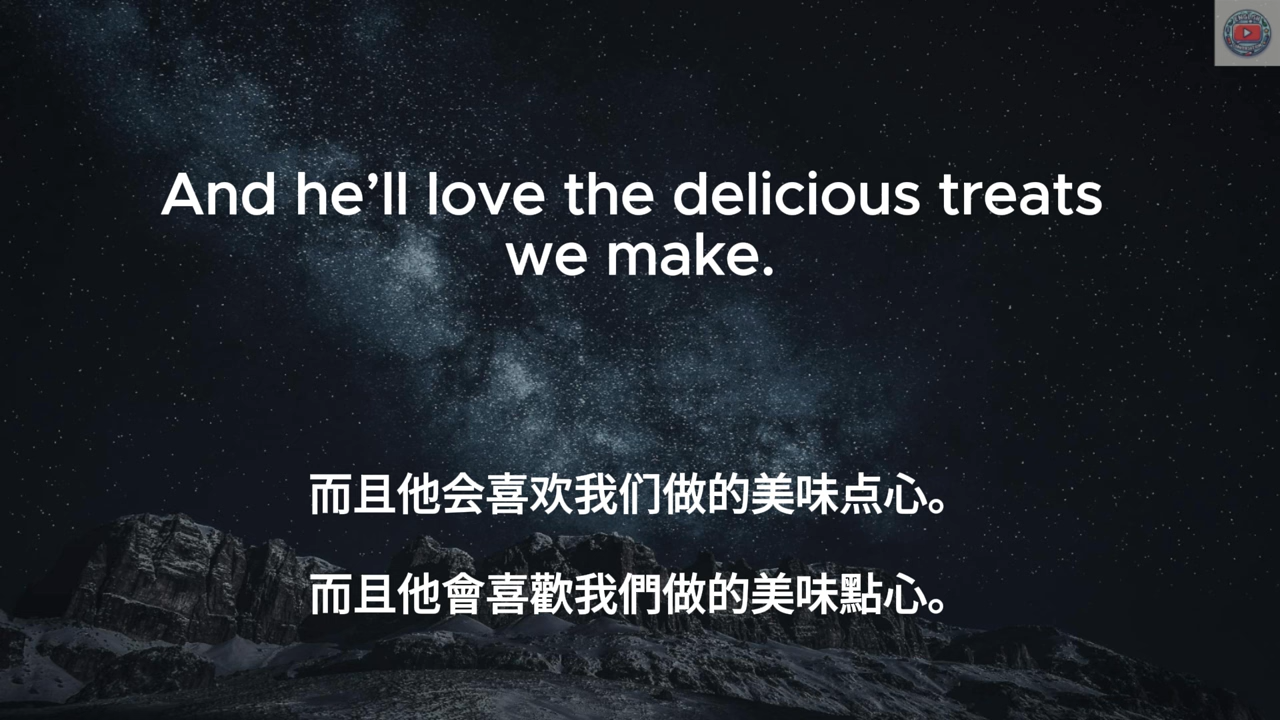 And he’ll love the delicious treats
we make.
而且他会喜欢我们做的美味点心。
而且他會喜歡我們做的美味點心。